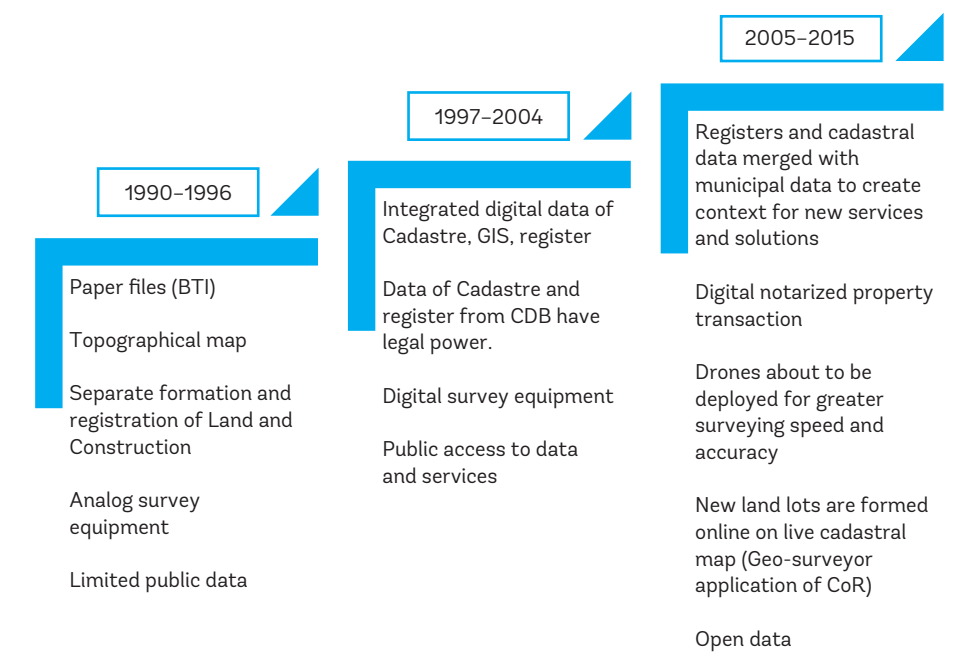 1990–1996
Paper files (BTI)
Topographical map
Separate formation and
registration of Land and
Construction
Analog survey
equipment
Limited public data
1997–2004
Integrated digital data of
Cadastre, GIS, register
Data of Cadastre and
register from CDB have
legal power.
Digital survey equipment
Public access to data
and services
2005–2015
Registers and cadastral
data merged with
municipal data to create
context for new services
and solutions
Digital notarized property
transaction
Drones about to be
deployed for greater
surveying speed and
accuracy
New land lots are formed
online on live cadastral
map (Geo-surveyor
application of CoR)
Open data